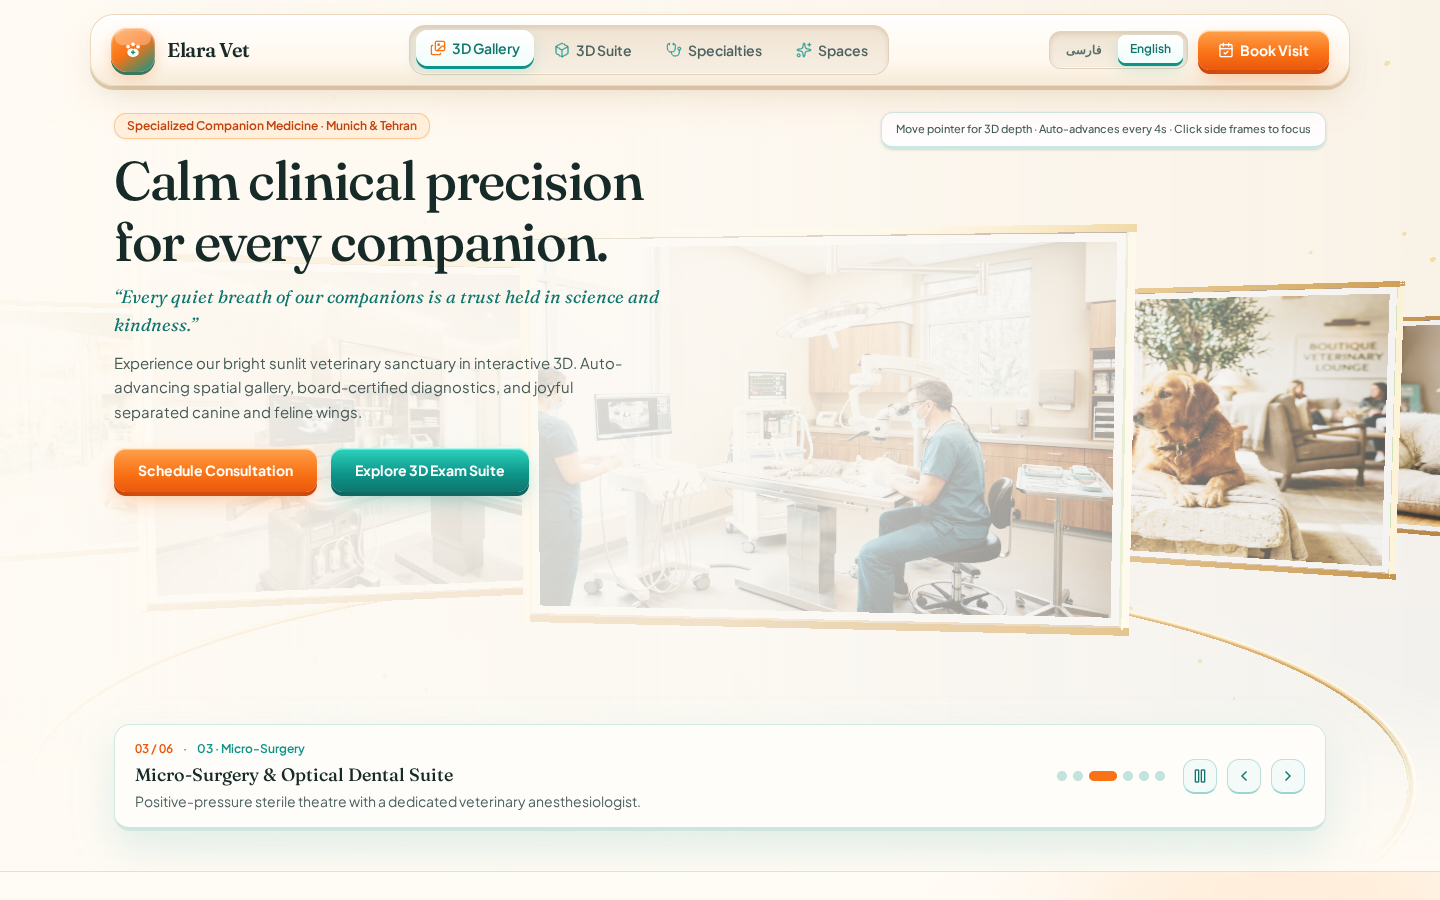 Elara Vet
3D Gallery
3D Suite
Specialties
Spaces
فارسی
English
Book Visit
Specialized Companion Medicine · Munich & Tehran
Move pointer for 3D depth · Auto-advances every 4s · Click side frames to focus
Calm clinical precision
for every companion.
“Every quiet breath of our companions is a trust held in science and
kindness.”
Experience our bright sunlit veterinary sanctuary in interactive 3D. Auto-
advancing spatial gallery, board-certified diagnostics, and joyful
separated canine and feline wings.
Schedule Consultation
Explore 3D Exam Suite
BOUTIQUE
VETERINARY
LOUNGE
03 / 06 · 03 · Micro-Surgery
Micro-Surgery & Optical Dental Suite
Positive-pressure sterile theatre with a dedicated veterinary anesthesiologist.